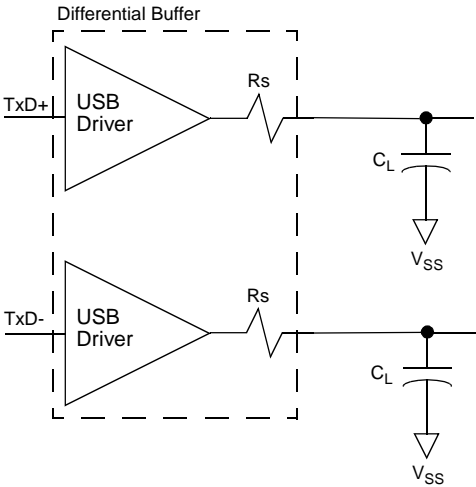 Differential Buffer
TxD+
USB
Driver
Rs
CL
VSS
TxD-
USB
Driver
Rs
CL
VSS